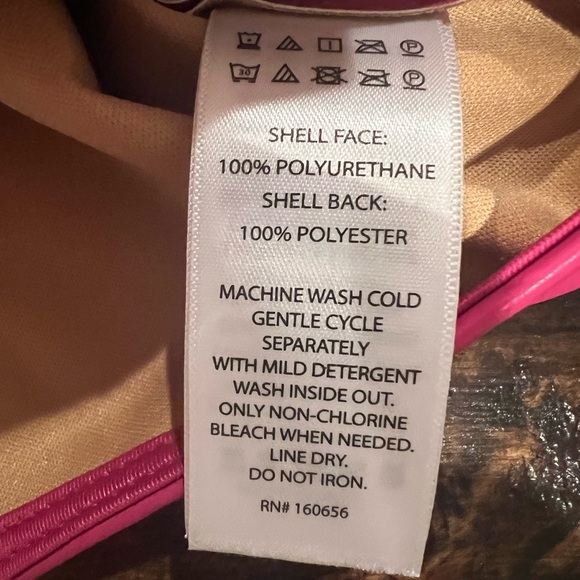 30
SHELL FACE:
100% POLYURETHANE
SHELL BACK:
100% POLYESTER
MACHINE WASH COLD
GENTLE CYCLE
SEPARATELY
WITH MILD DETERGENT
WASH INSIDE OUT.
ONLY NON-CHLORINE
BLEACH WHEN NEEDED.
LINE DRY.
DO NOT IRON.
RN# 160656